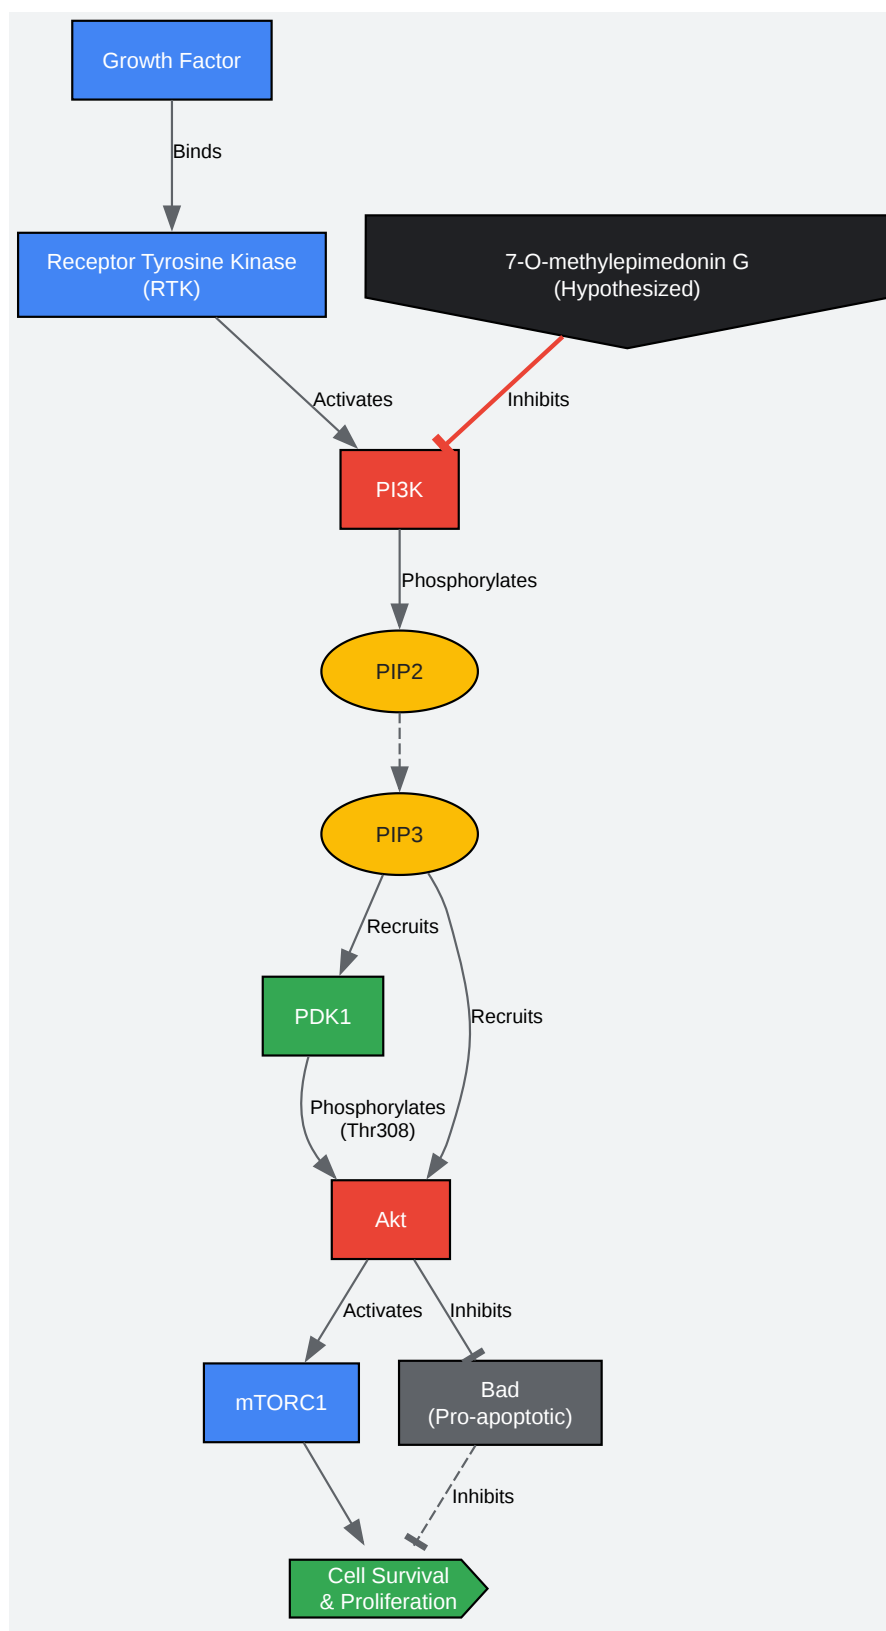 Growth Factor
Binds
Receptor Tyrosine Kinase
(RTK)
7-O-methylepimedonin G
(Hypothesized)
Activates
Inhibits
PI3K
Phosphorylates
PIP2
PIP3
Recruits
PDK1
Recruits
Phosphorylates
(Thr308)
Akt
Activates
Inhibits
mTORC1
Bad
(Pro-apoptotic)
Inhibits
Cell Survival
& Proliferation